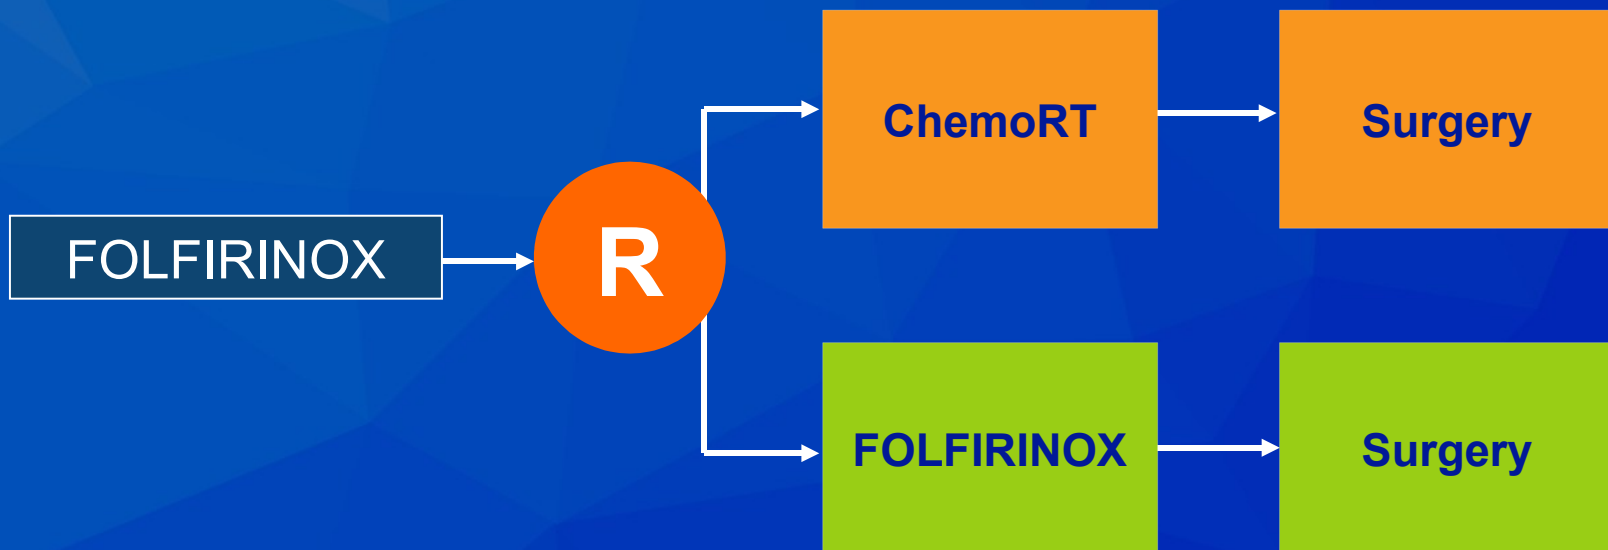 FOLFIRINOX
R
ChemoRT
Surgery
FOLFIRINOX
Surgery